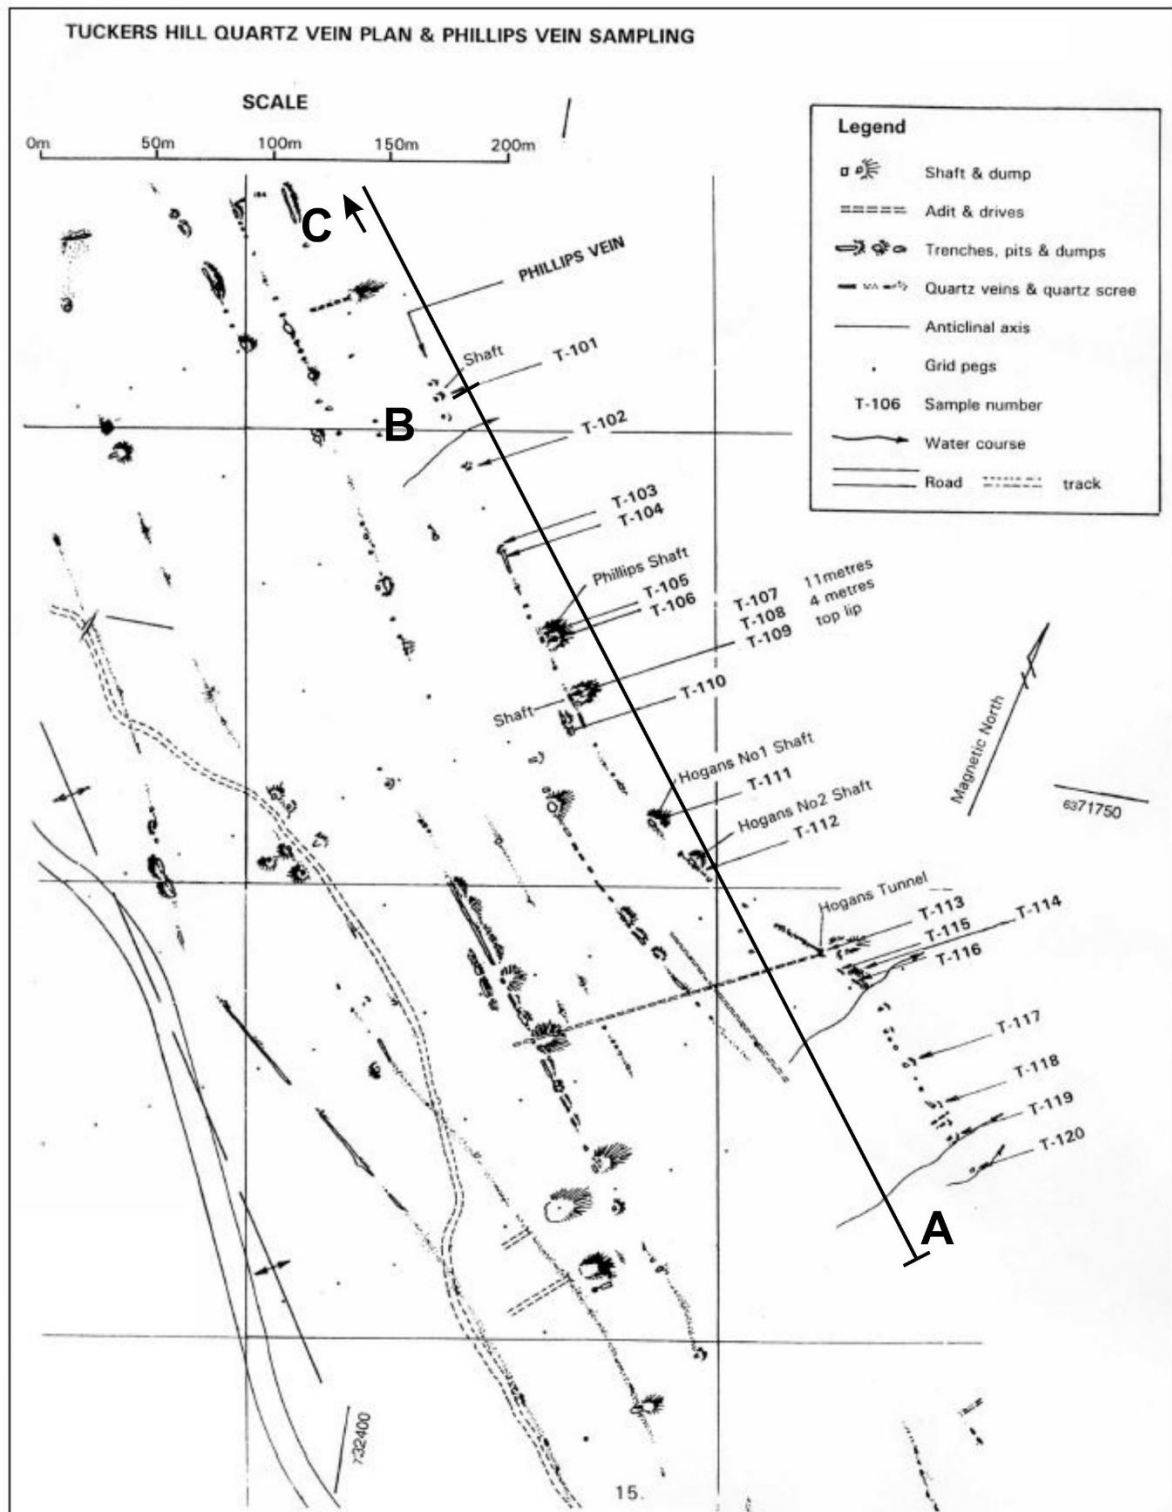 TUCKERS HILL QUARTZ VEIN PLAN & PHILLIPS VEIN SAMPLING
SCALE
0m 50m 100m 150m 200m
Legend
Shaft & dump
Adit & drives
Trenches, pits & dumps
Quartz veins & quartz scree
Anticlinal axis
Grid pegs
T-106 Sample number
Water course
Road track
C
PHILLIPS VEIN
Shaft
T-101
B
T-102
T-103
T-104
Phillips Shaft
T-105
T-106
T-107 11metres
T-108 4 metres
T-109 top lip
T-110
Shaft
Hogans No1 Shaft
T-111
Hogans No2 Shaft
T-112
Magnetic North
6371750
Hogans Tunnel
T-113
T-114
T-115
T-116
T-117
T-118
T-119
T-120
A
732400
15.